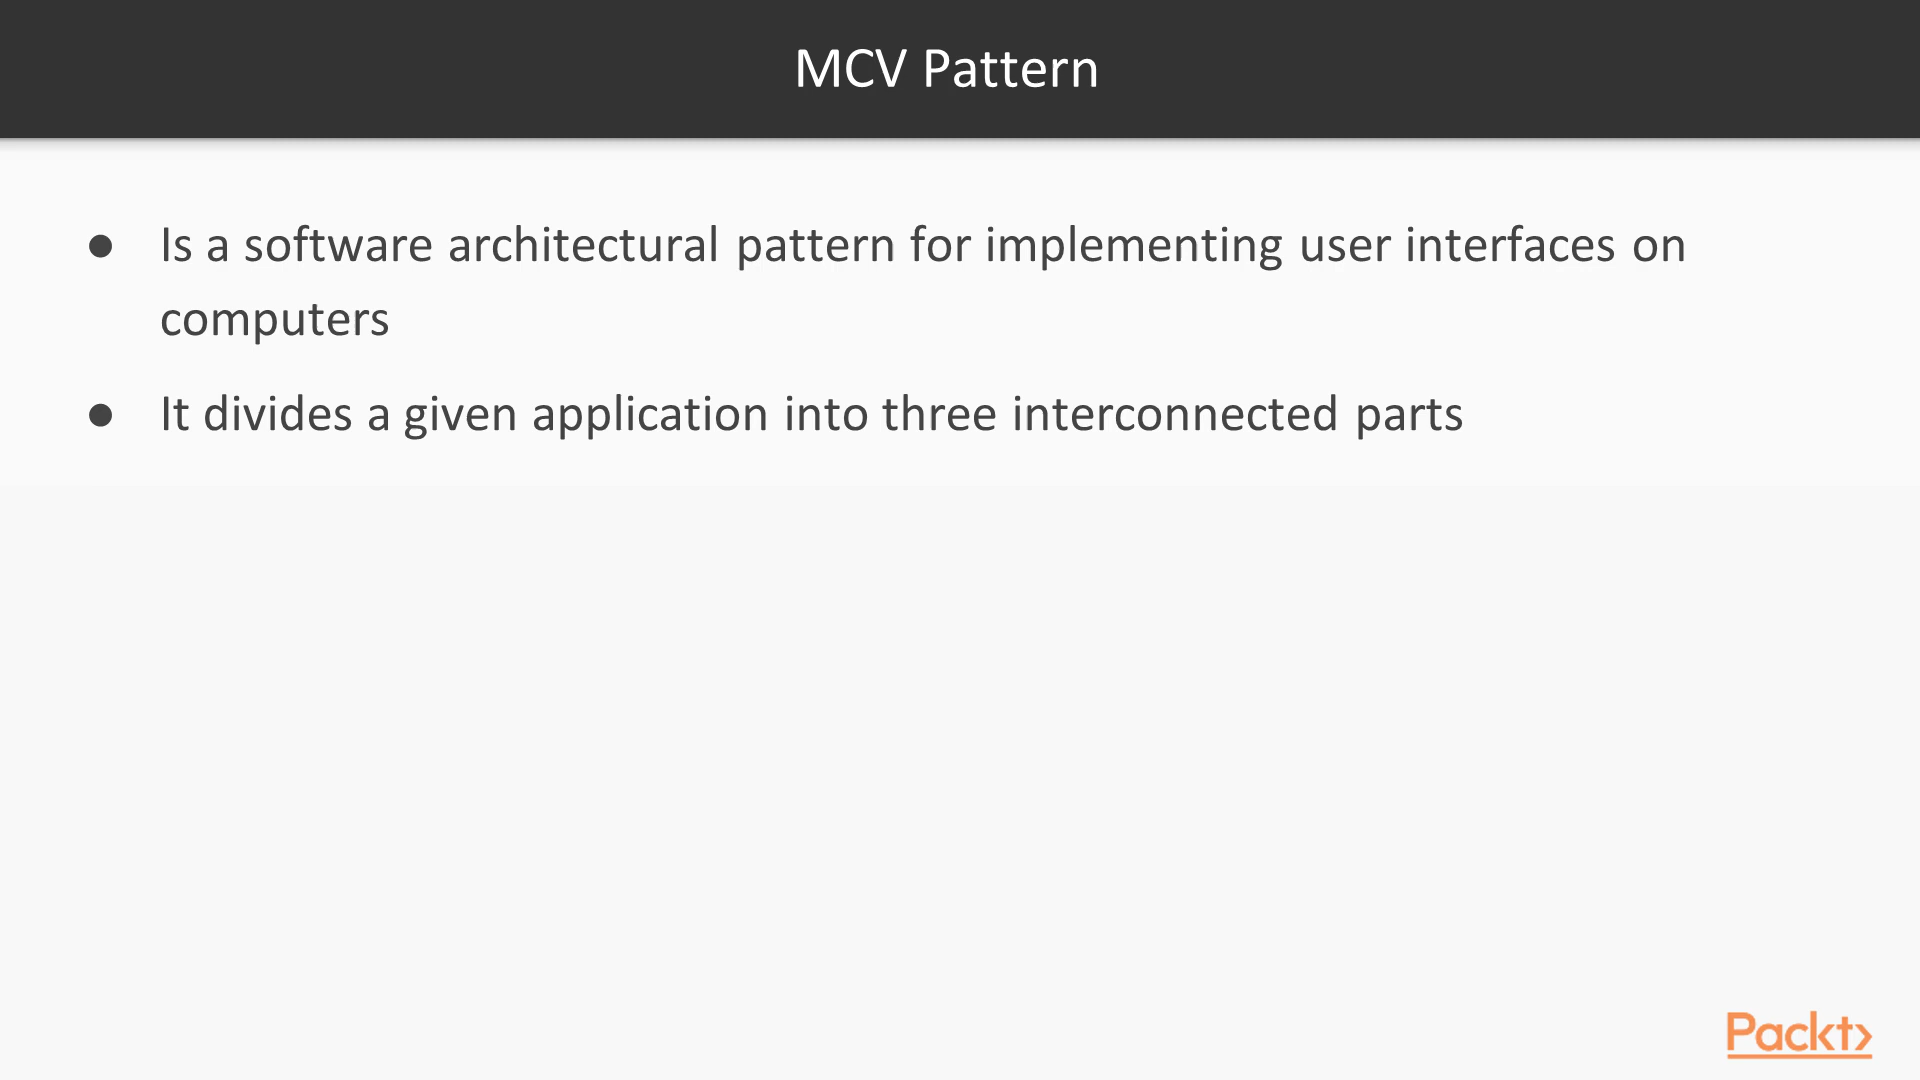 MCV Pattern
● Is a software architectural pattern for implementing user interfaces on
computers
● It divides a given application into three interconnected parts
Packt>